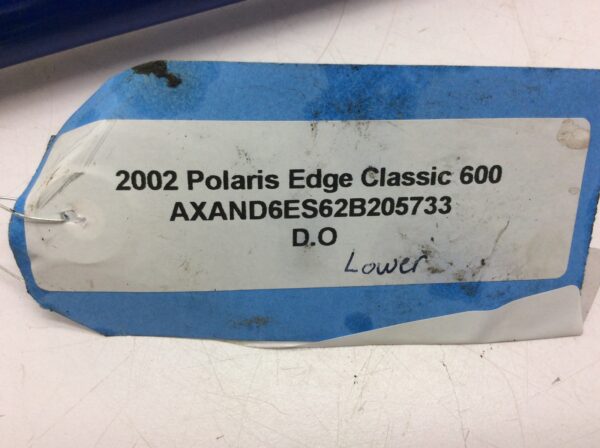 2002 Polaris Edge Classic 600
AXAND6ES62B205733
D.O
Lower